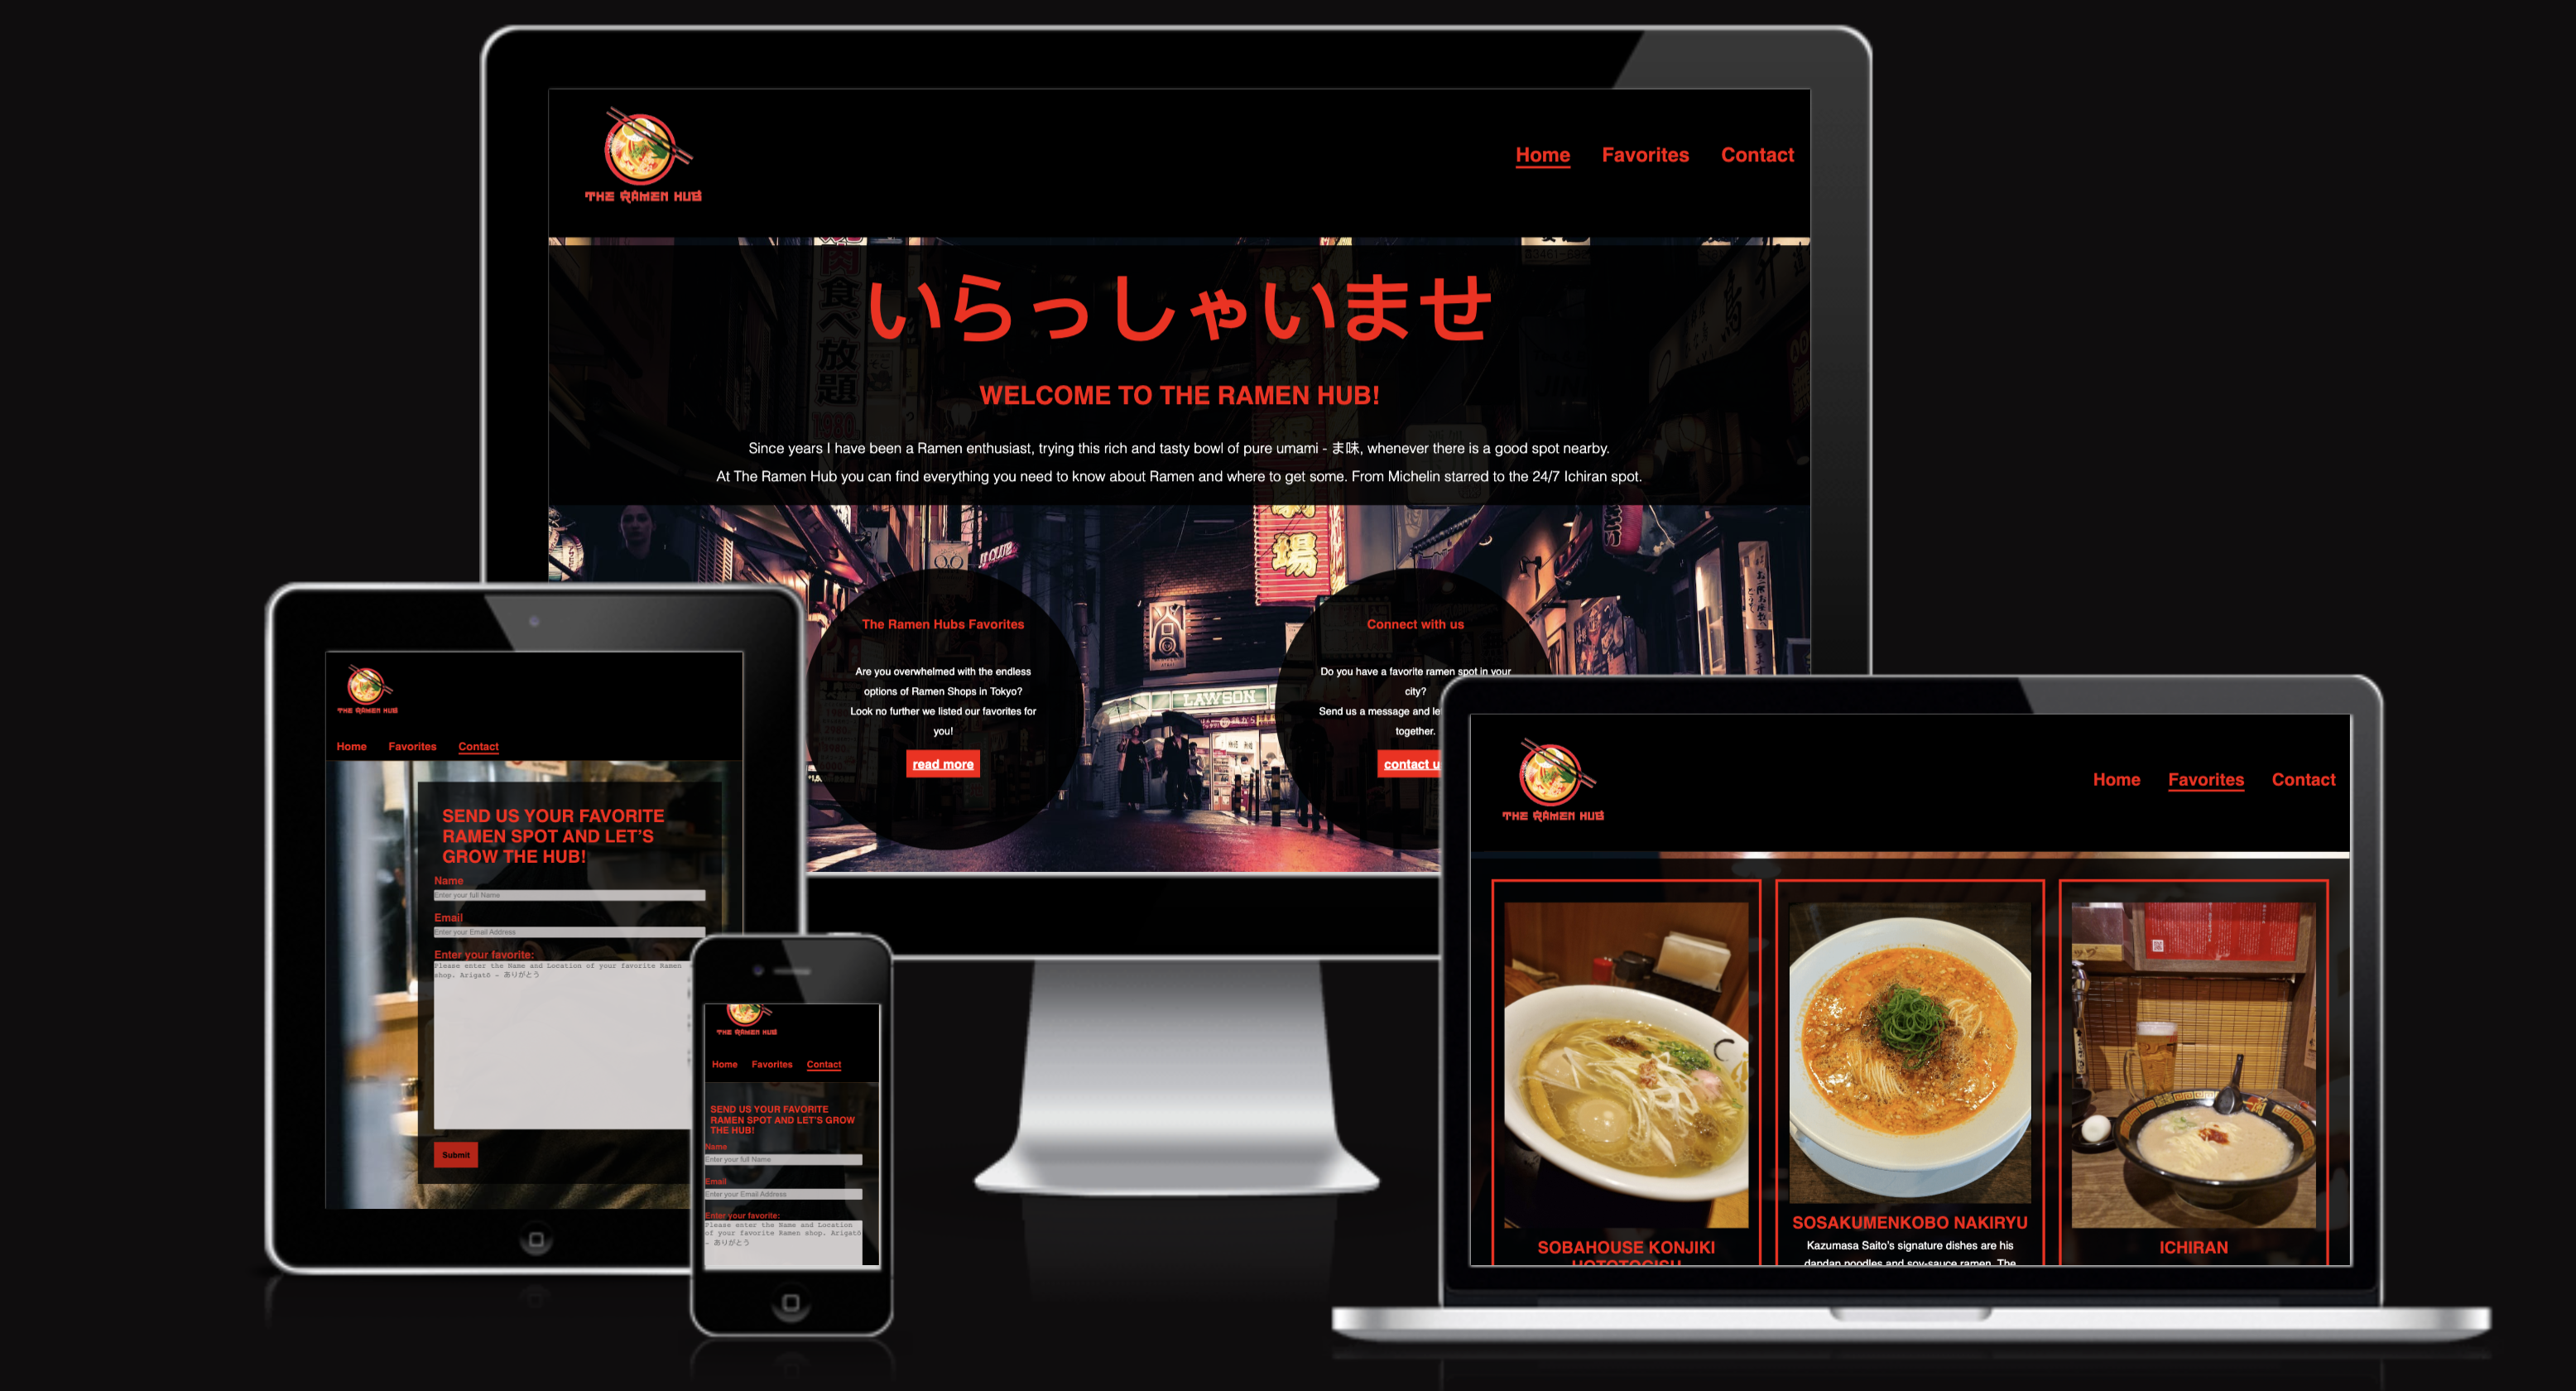 THE RAMEN HUB
Home Favorites Contact
食べ放題
いらっしゃいませ
WELCOME TO THE RAMEN HUB!
Since years I have been a Ramen enthusiast, trying this rich and tasty bowl of pure umami - ま味, whenever there is a good spot nearby.
At The Ramen Hub you can find everything you need to know about Ramen and where to get some. From Michelin starred to the 24/7 Ichiran spot.
場
LAWSON
The Ramen Hubs Favorites
Are you overwhelmed with the endless
options of Ramen Shops in Tokyo?
Look no further we listed our favorites for
you!
read more
Connect with us
Do you have a favorite ramen spot in your
city?
Send us a message and le
together.
contact u
THE RAMEN HUB
Home Favorites Contact
SEND US YOUR FAVORITE
RAMEN SPOT AND LET'S
GROW THE HUB!
Name
Enter your full Name
Email
Enter your Email Address
Enter your favorite:
Please enter the Name and Location of your favorite Ramen
shop. Arigatō - ありがとう
Submit
THE RAMEN HUB
Home Favorites Contact
SEND US YOUR FAVORITE
RAMEN SPOT AND LET'S GROW
THE HUB!
Name
Enter your full Name
Email
Enter your Email Address
Enter your favorite:
Please enter the Name and Location
of your favorite Ramen shop. Arigatō
- ありがとう
THE RAMEN HUB
Home Favorites Contact
SOBAHOUSE KONJIKI
HOTOTOGISU
SOSAKUMENKOBO NAKIRYU
Kazumasa Saito's signature dishes are his
dandan noodles and soy-sauce ramen. The
ICHIRAN